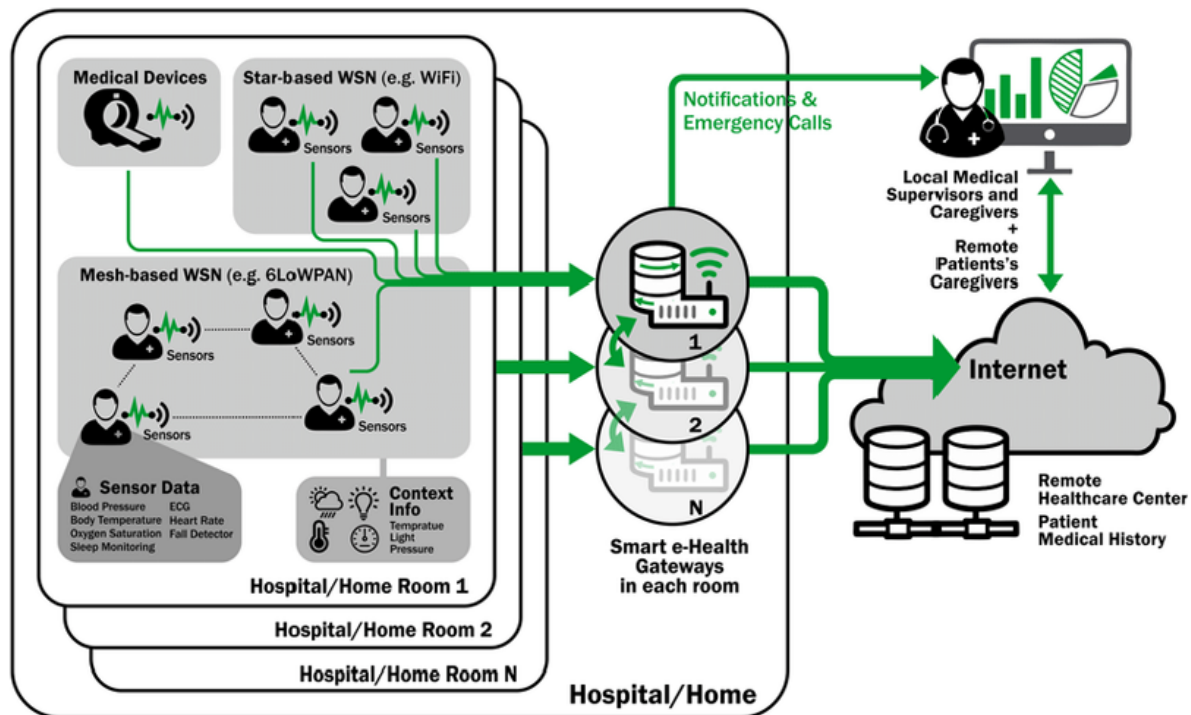 Medical Devices
Star-based WSN (e.g. WiFi)
Sensors
Sensors
Sensors
Mesh-based WSN (e.g. 6LoWPAN)
Sensors
Sensors
Sensors
Sensors
Sensor Data
Blood Pressure
ECG
Body Temperature
Heart Rate
Oxygen Saturation
Fall Detector
Sleep Monitoring
Context
Info
Tempratue
Light
Pressure
Hospital/Home Room 1
Hospital/Home Room 2
Hospital/Home Room N
Notifications &
Emergency Calls
1
2
N
Smart e-Health
Gateways
in each room
Hospital/Home
Local Medical
Supervisors and
Caregivers
+
Remote
Patients's
Caregivers
Internet
Remote
Healthcare Center
Patient
Medical History